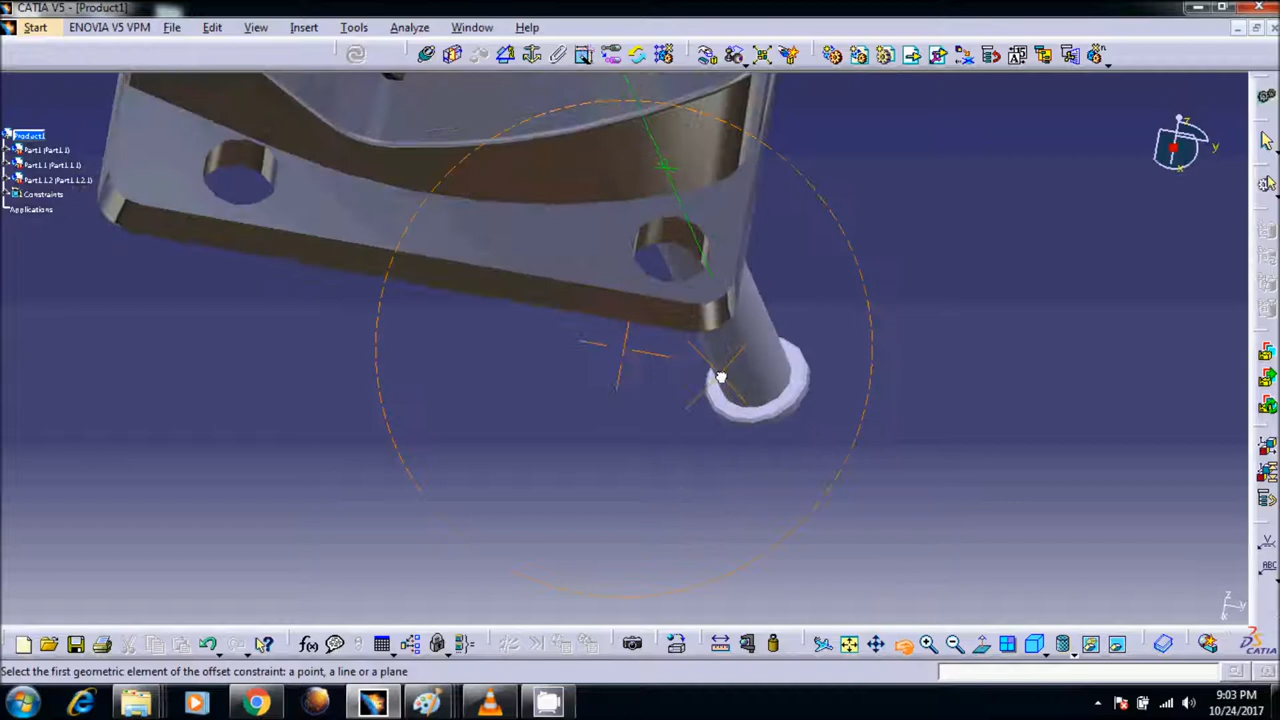 CATIA V5 - [Product1]
Start ENOVIA V5 VPM File Edit View Insert Tools Analyze Window Help
Product1
Part1 (Part1.1)
Part1.1 (Part1.1.1)
Part1.1.2 (Part1.1.2.1)
Constraints
Applications
z
y
x
V
ABC
z
y
x
f(x)
CATIA
Select the first geometric element of the offset constraint: a point, a line or a plane
9:03 PM
10/24/2017